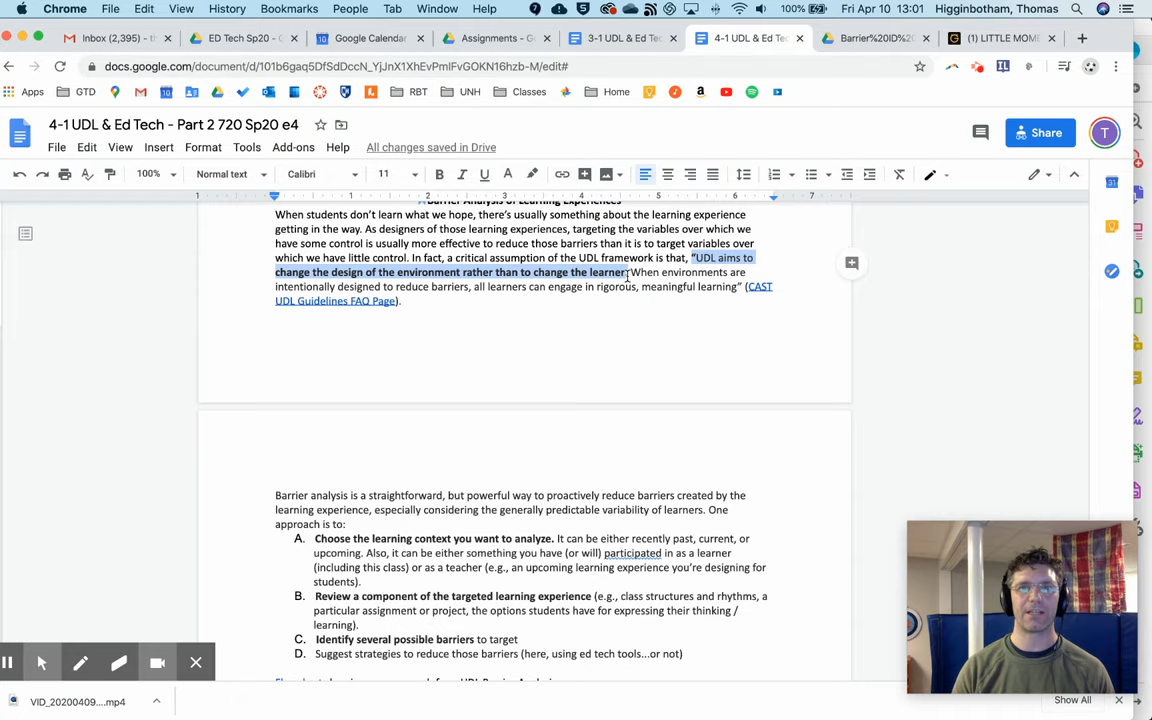 Chrome File Edit View History Bookmarks People Tab Window Help 100% Fri Apr 10 13:01 Higginbotham, Thomas
Inbox (2,395) - t ED Tech Sp20 - G Google Calendar Assignments - Go 3-1 UDL & Ed Tec 4-1 UDL & Ed Tec Barrier%20ID% (1) LITTLE MOME
docs.google.com/document/d/101b6gaq5DfSdDccN_YjJnX1XhEvPmlFvGOKN16hzb-M/edit#
Apps GTD RBT UNH Classes Home
4-1 UDL & Ed Tech - Part 2 720 Sp20 e4
Share
T
File Edit View Insert Format Tools Add-ons Help All changes saved in Drive
100% Normal text Calibri 11
1 1 2 3 4 5 6 7
Barrier Analysis of Learning Experiences
When students don't learn what we hope, there's usually something about the learning experience
getting in the way. As designers of those learning experiences, targeting the variables over which we
have some control is usually more effective to reduce those barriers than it is to target variables over
which we have little control. In fact, a critical assumption of the UDL framework is that, "UDL aims to
change the design of the environment rather than to change the learner. When environments are
intentionally designed to reduce barriers, all learners can engage in rigorous, meaningful learning" (CAST
UDL Guidelines FAQ Page).
Barrier analysis is a straightforward, but powerful way to proactively reduce barriers created by the
learning experience, especially considering the generally predictable variability of learners. One
approach is to:
A. Choose the learning context you want to analyze. It can be either recently past, current, or
upcoming. Also, it can be either something you have (or will) participated in as a learner
(including this class) or as a teacher (e.g., an upcoming learning experience you're designing for
students).
B. Review a component of the targeted learning experience (e.g., class structures and rhythms, a
particular assignment or project, the options students have for expressing their thinking /
learning).
C. Identify several possible barriers to target
D. Suggest strategies to reduce those barriers (here, using ed tech tools...or not)
VID_20200409....mp4
Show All